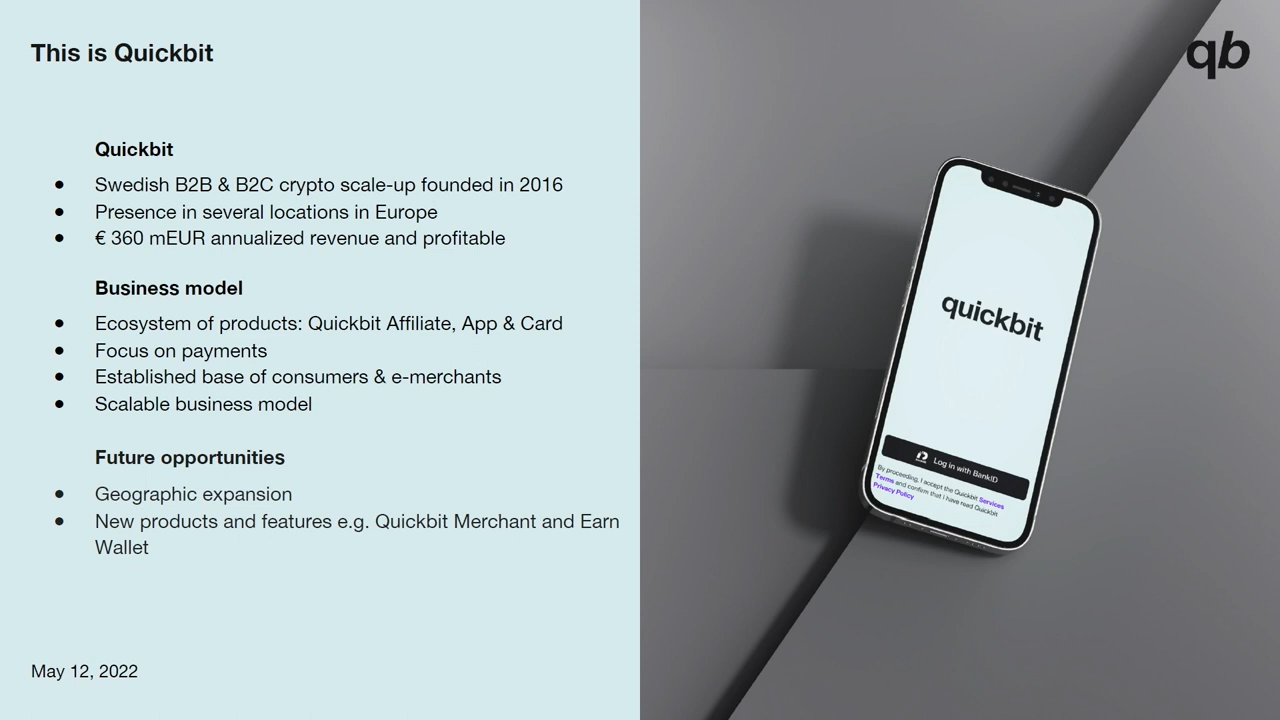 This is Quickbit
qb
Quickbit
● Swedish B2B & B2C crypto scale-up founded in 2016
● Presence in several locations in Europe
● € 360 mEUR annualized revenue and profitable
Business model
● Ecosystem of products: Quickbit Affiliate, App & Card
● Focus on payments
● Established base of consumers & e-merchants
● Scalable business model
Future opportunities
● Geographic expansion
● New products and features e.g. Quickbit Merchant and Earn
Wallet
May 12, 2022
quickbit
Log in with BankID
By proceeding, I accept the Quickbit Services
Terms and confirm that I have read Quickbit
Privacy Policy